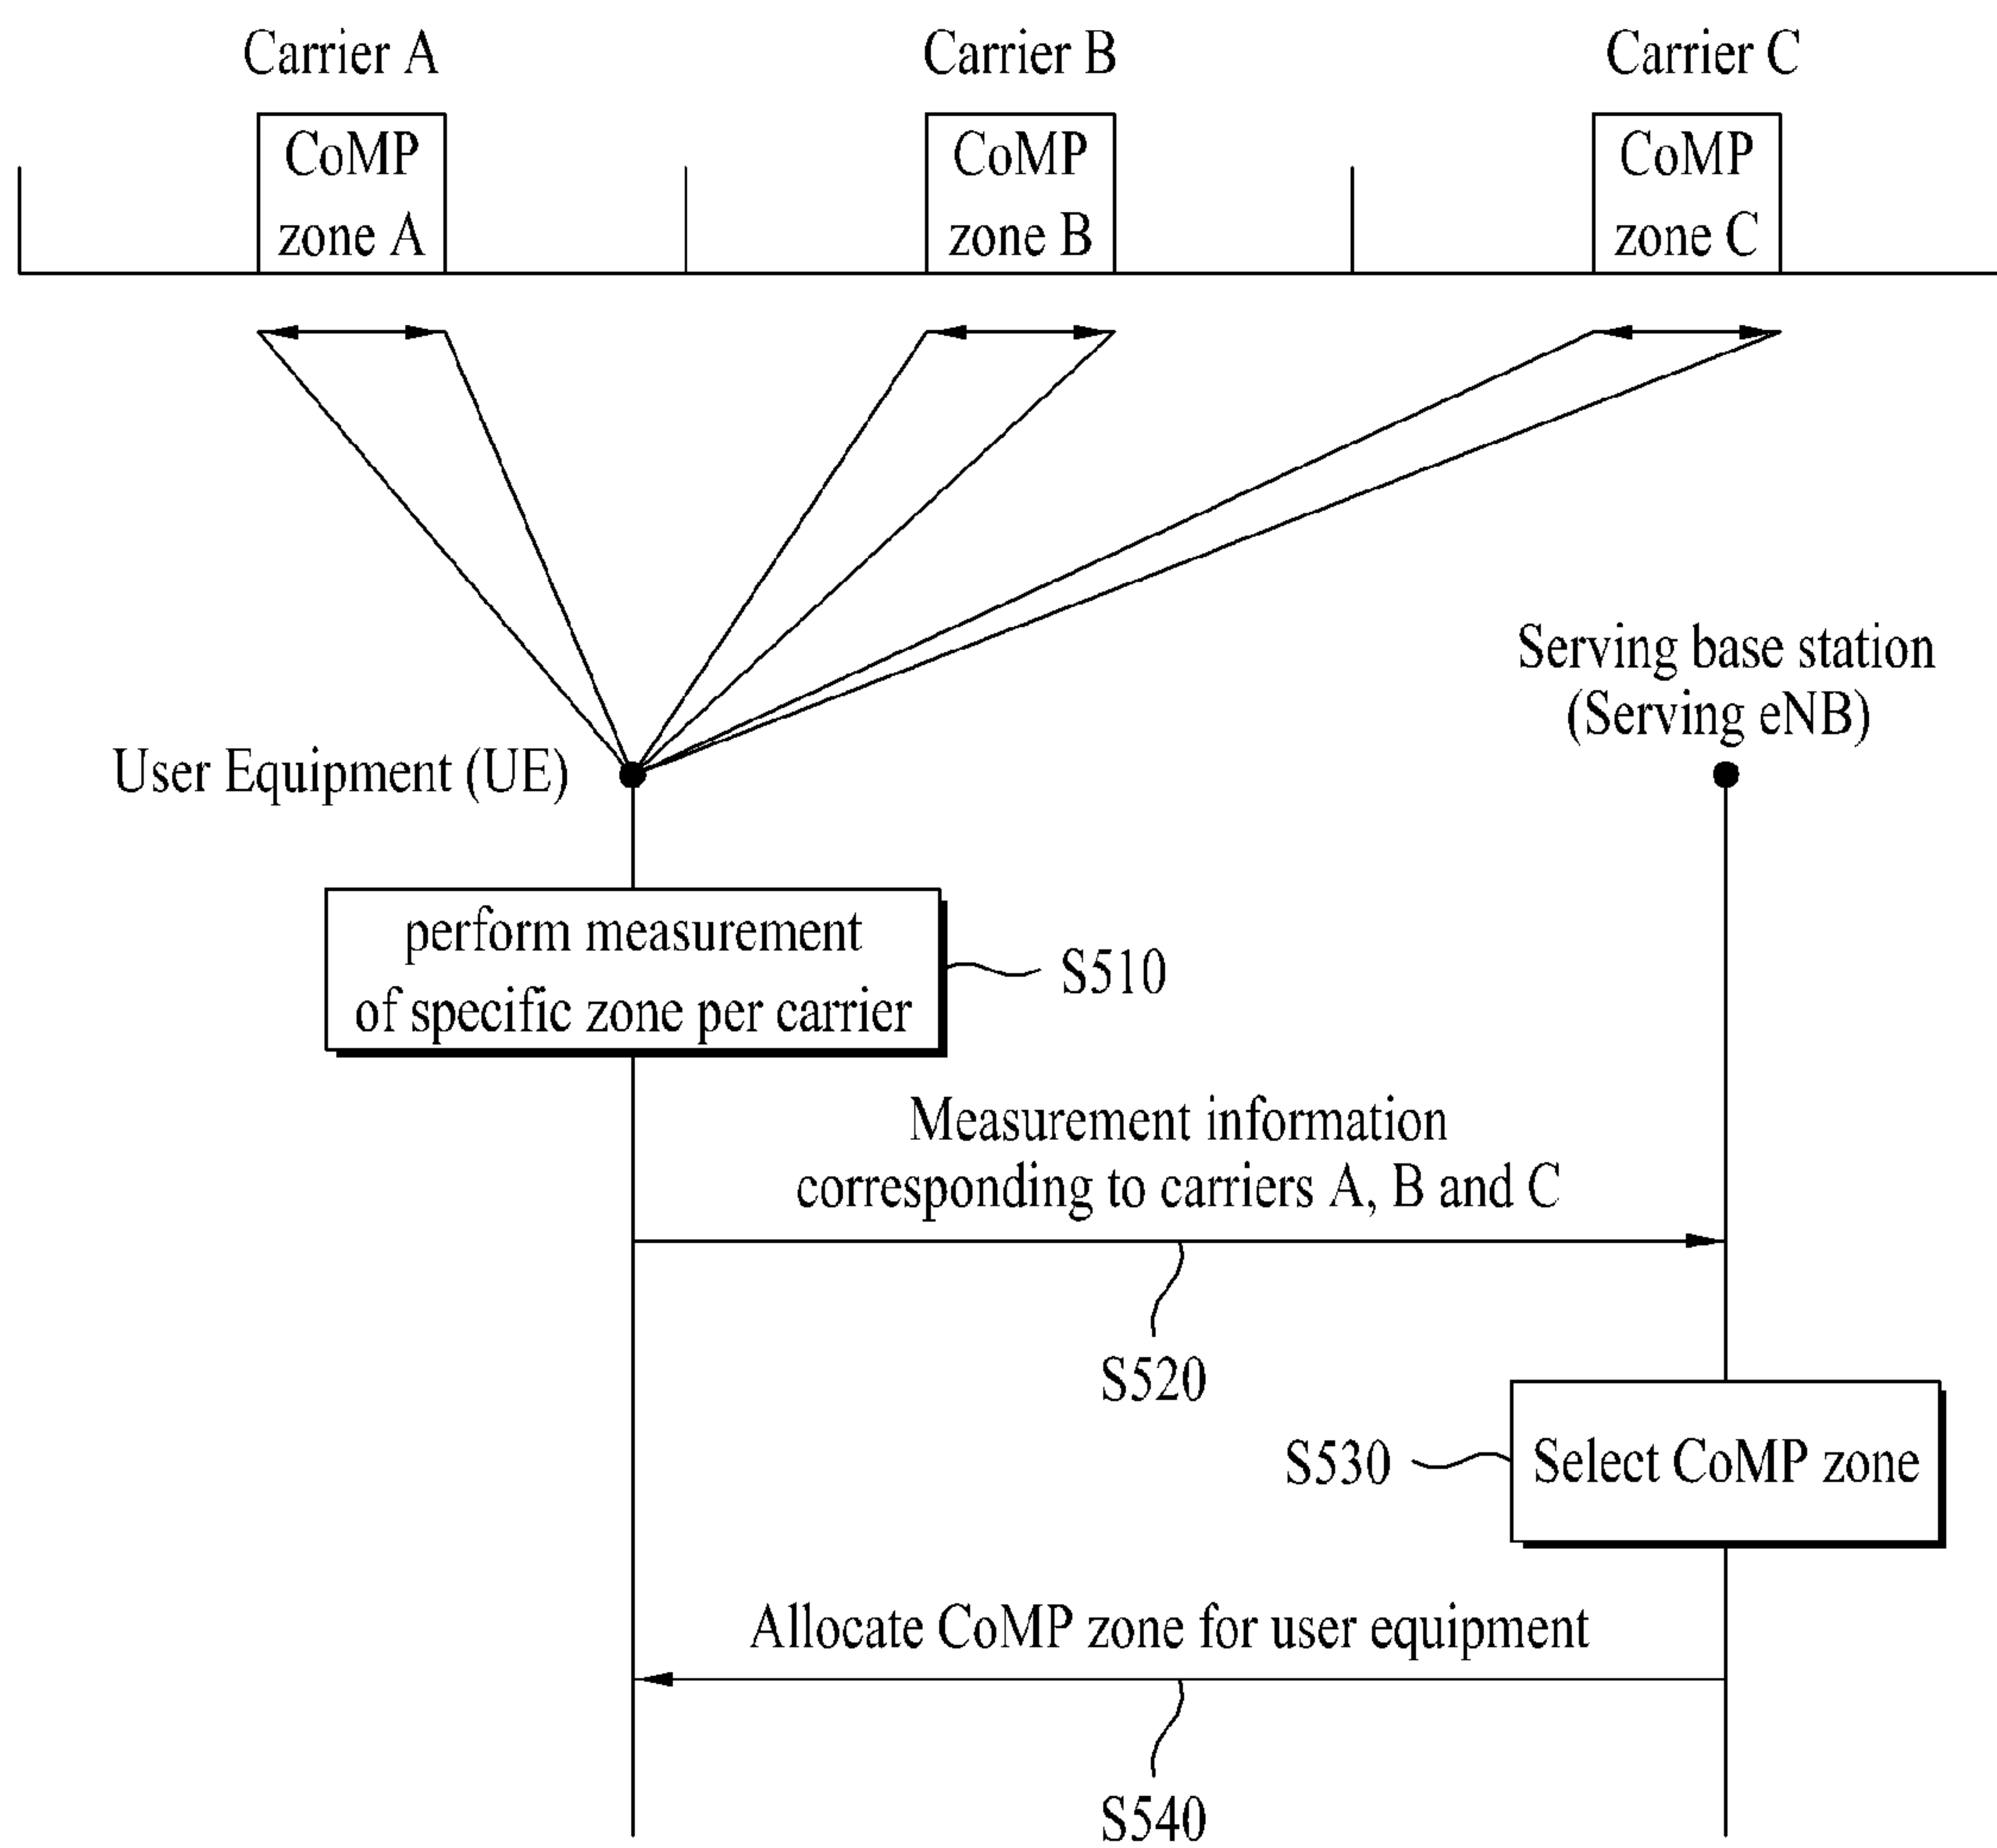 Carrier A
Carrier B
Carrier C
CoMP
zone A
CoMP
zone B
CoMP
zone C
Serving base station
(Serving eNB)
User Equipment (UE)
perform measurement
of specific zone per carrier
S510
Measurement information
corresponding to carriers A, B and C
S520
S530
Select CoMP zone
Allocate CoMP zone for user equipment
S540